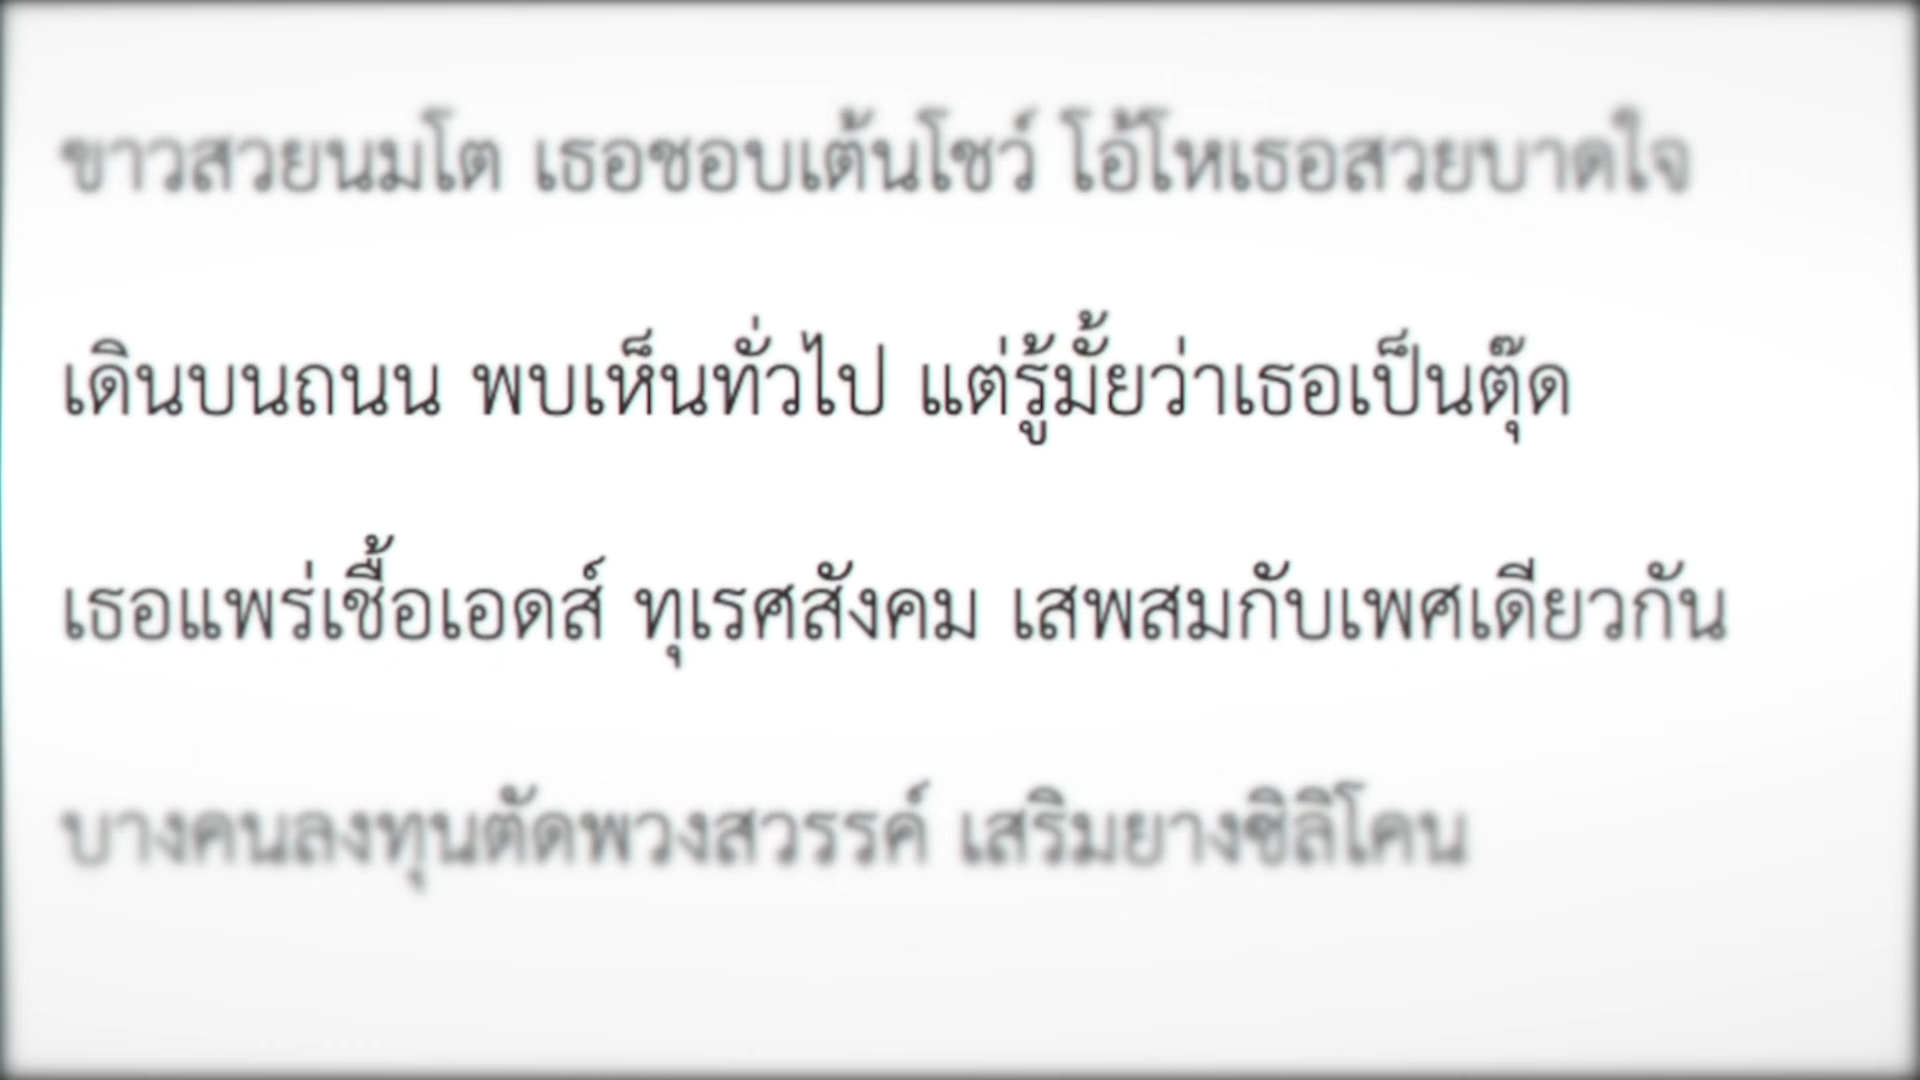 ขาวสวยนมโต เธอชอบเต้นโชว์ โอ้โหเธอสวยบาดใจ
เดินบนถนน พบเห็นทั่วไป แต่รู้มั้ยว่าเธอเป็นตุ๊ด
เธอแพร่เชื้อเอดส์ ทุเรศสังคม เสพสมกับเพศเดียวกัน
บางคนลงทุนตัดพวงสวรรค์ เสริมยางซิลิโคน